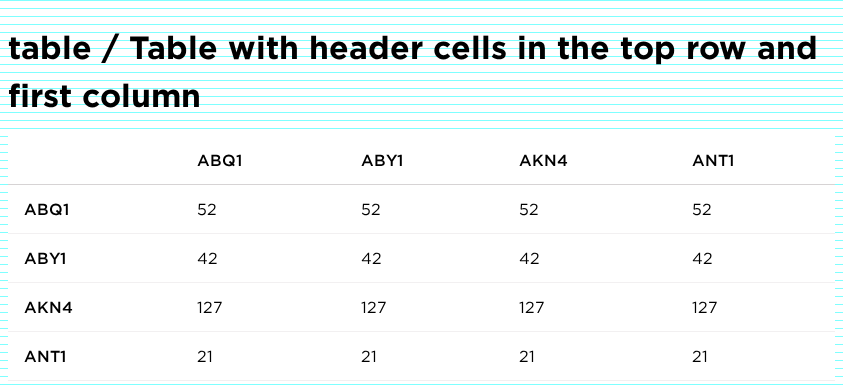 table / Table with header cells in the top row and
first column
ABQ1 ABY1 AKN4 ANT1
ABQ1 52 52 52 52
ABY1 42 42 42 42
AKN4 127 127 127 127
ANT1 21 21 21 21